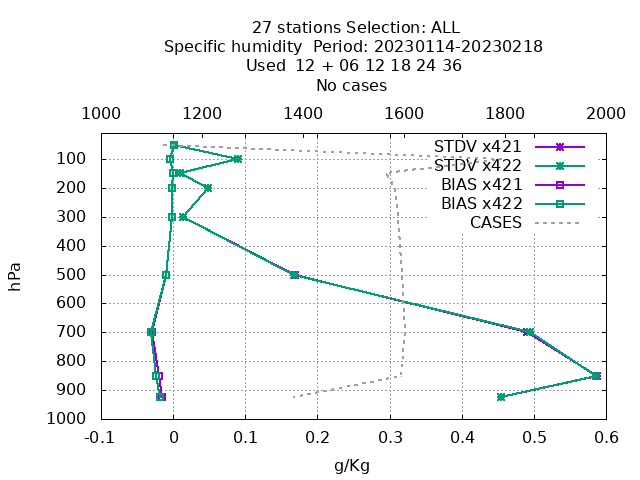 27 stations Selection: ALL
Specific humidity  Period: 20230114-20230218
Used  12 + 06 12 18 24 36
No cases
1000 1200 1400 1600 1800 2000
STDV x421
STDV x422
BIAS x421
BIAS x422
CASES
100
200
300
400
500
600
700
800
900
1000
hPa
-0.1 0 0.1 0.2 0.3 0.4 0.5 0.6
g/Kg